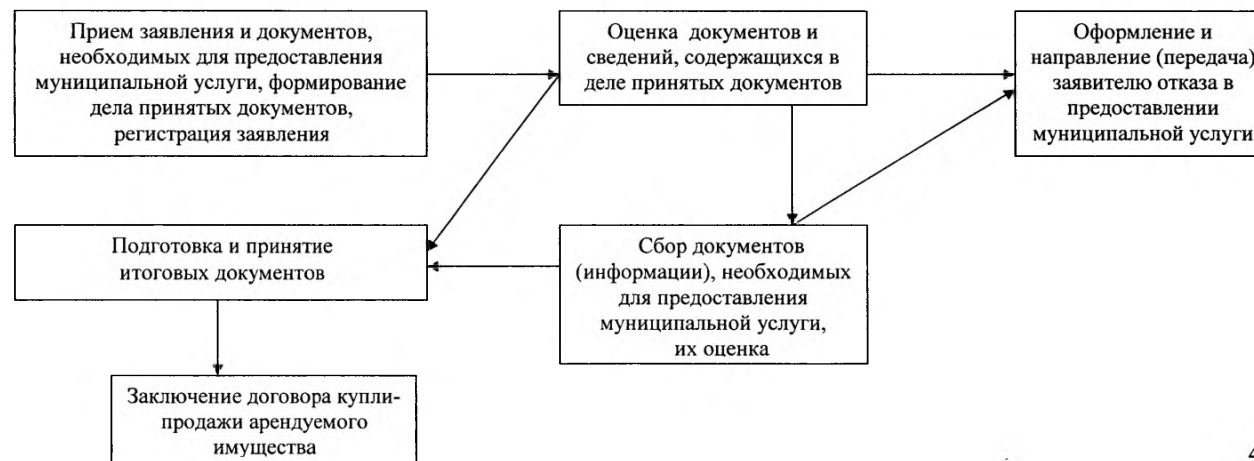 Прием заявления и документов,
необходимых для предоставления
муниципальной услуги, формирование
дела принятых документов,
регистрация заявления
Оценка документов и
сведений, содержащихся в
деле принятых документов
Оформление и
направление (передача)
заявителю отказа в
предоставлении
муниципальной услуги
Подготовка и принятие
итоговых документов
Сбор документов
(информации), необходимых
для предоставления
муниципальной услуги,
их оценка
Заключение договора купли-
продажи арендуемого
имущества
4